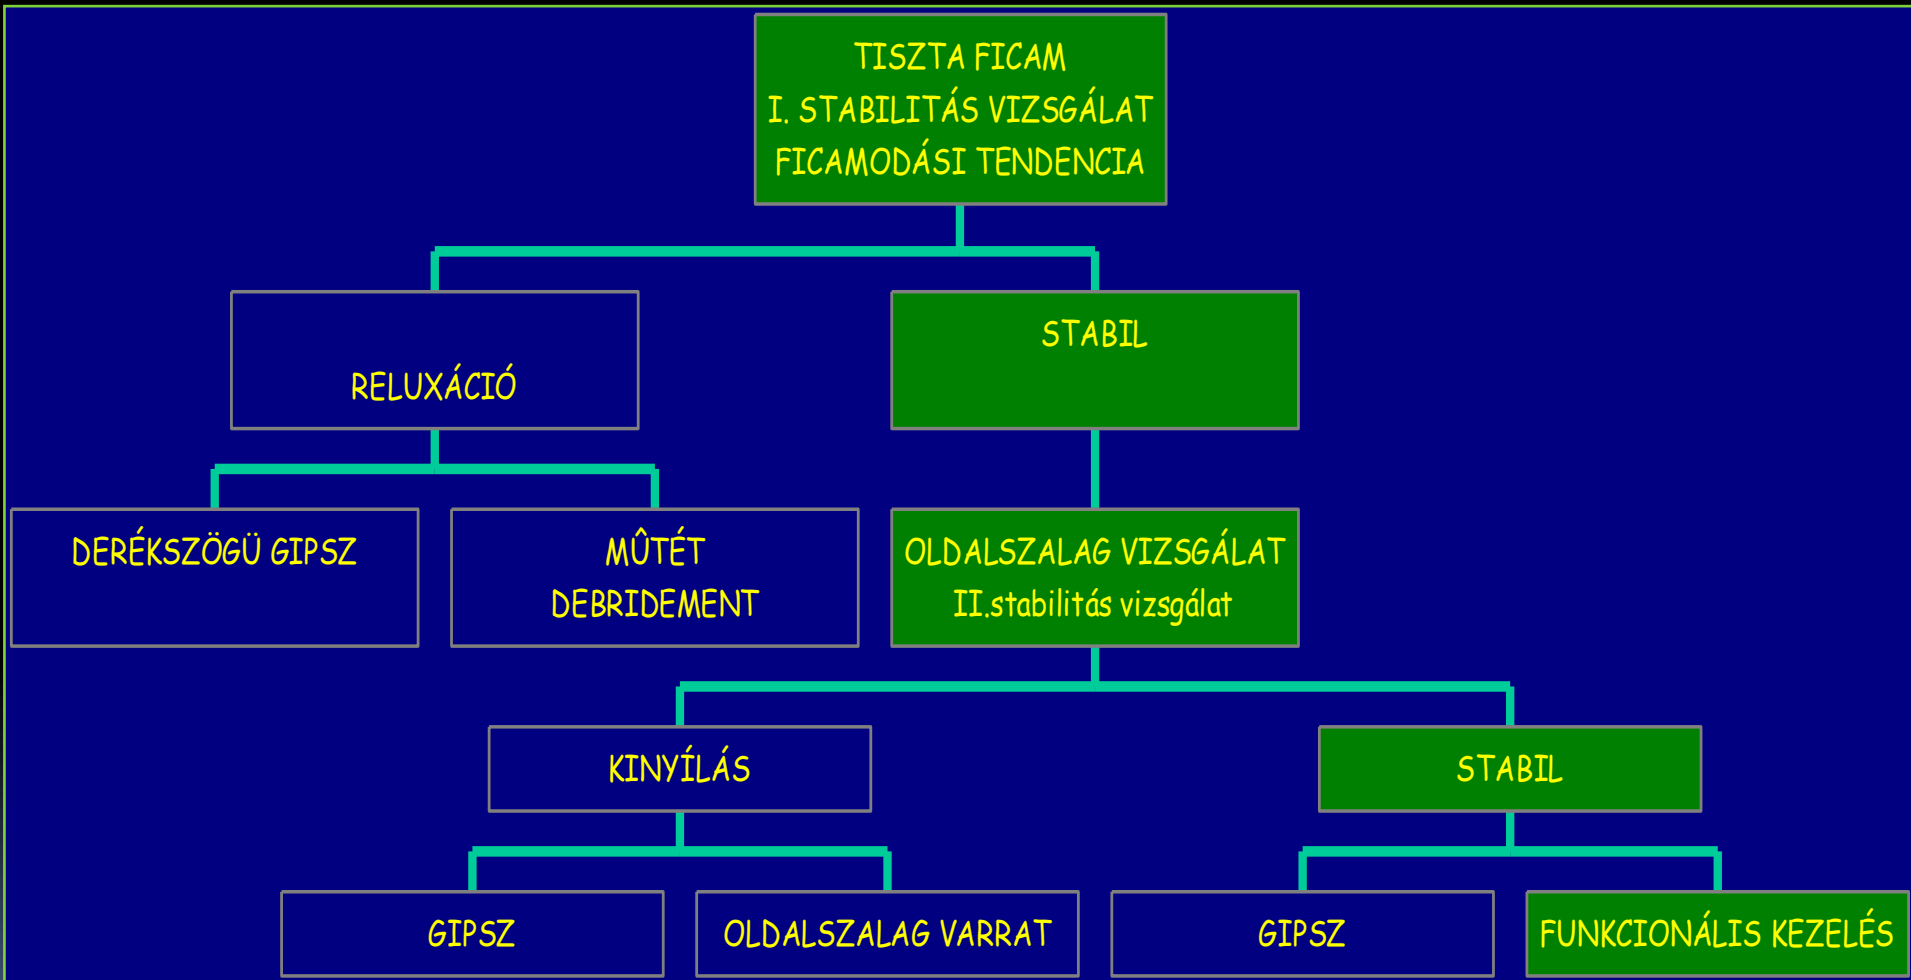 TISZTA FICAM
I. STABILITÁS VIZSGÁLAT
FICAMODÁSI TENDENCIA
RELUXÁCIÓ
STABIL
DERÉKSZÖGÜ GIPSZ
MÛTÉT
DEBRIDEMENT
OLDALSZALAG VIZSGÁLAT
II.stabilitás vizsgálat
KINYÍLÁS
STABIL
GIPSZ
OLDALSZALAG VARRAT
GIPSZ
FUNKCIONÁLIS KEZELÉS